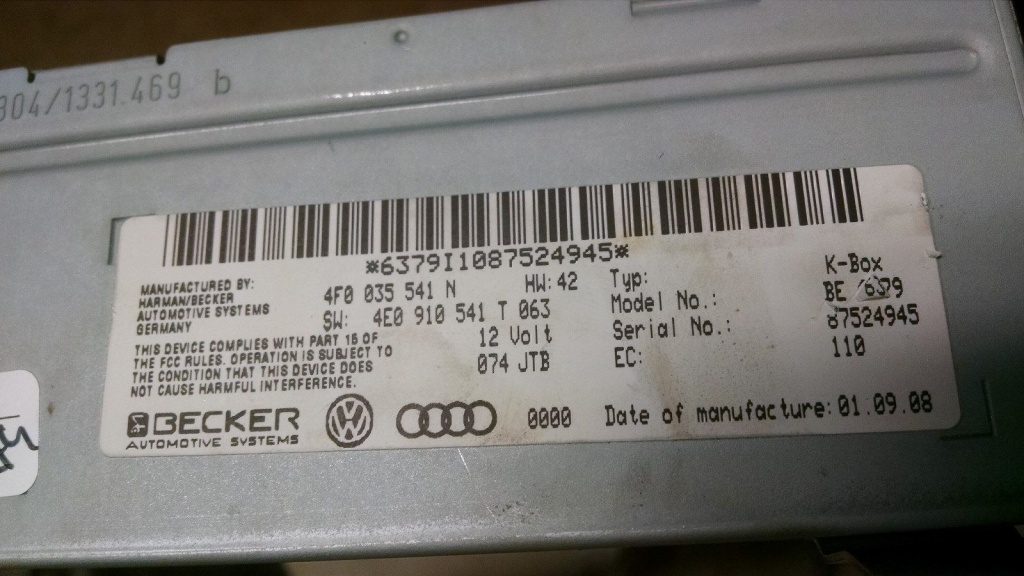 304/1331.469 b
*6379I1087524945*
MANUFACTURED BY:
HARMAN/BECKER
AUTOMOTIVE SYSTEMS
GERMANY
THIS DEVICE COMPLIES WITH PART 15 OF
THE FCC RULES. OPERATION IS SUBJECT TO
THE CONDITION THAT THIS DEVICE DOES
NOT CAUSE HARMFUL INTERFERENCE.
4F0 035 541 N HW: 42
SW: 4E0 910 541 T 063
12 Volt
074 JTB
Typ: K-Box
Model No.: BE 6379
Serial No.: 87524945
EC: 110
BECKER
AUTOMOTIVE SYSTEMS
0000
Date of manufacture: 01.09.08